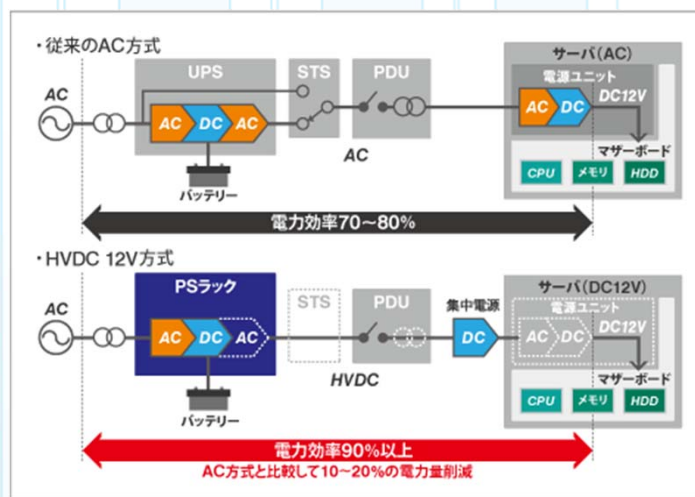 ・従来のAC方式
AC
UPS
AC DC AC
バッテリー
STS
AC
PDU
サーバ(AC)
電源ユニット
AC DC
DC12V
マザーボード
CPU メモリ HDD
電力効率70～80%
・HVDC 12V方式
AC
PSラック
AC DC AC
バッテリー
STS
HVDC
PDU
集中電源
DC
サーバ(DC12V)
電源ユニット
AC DC
DC12V
マザーボード
CPU メモリ HDD
電力効率90%以上
AC方式と比較して10～20%の電力量削減